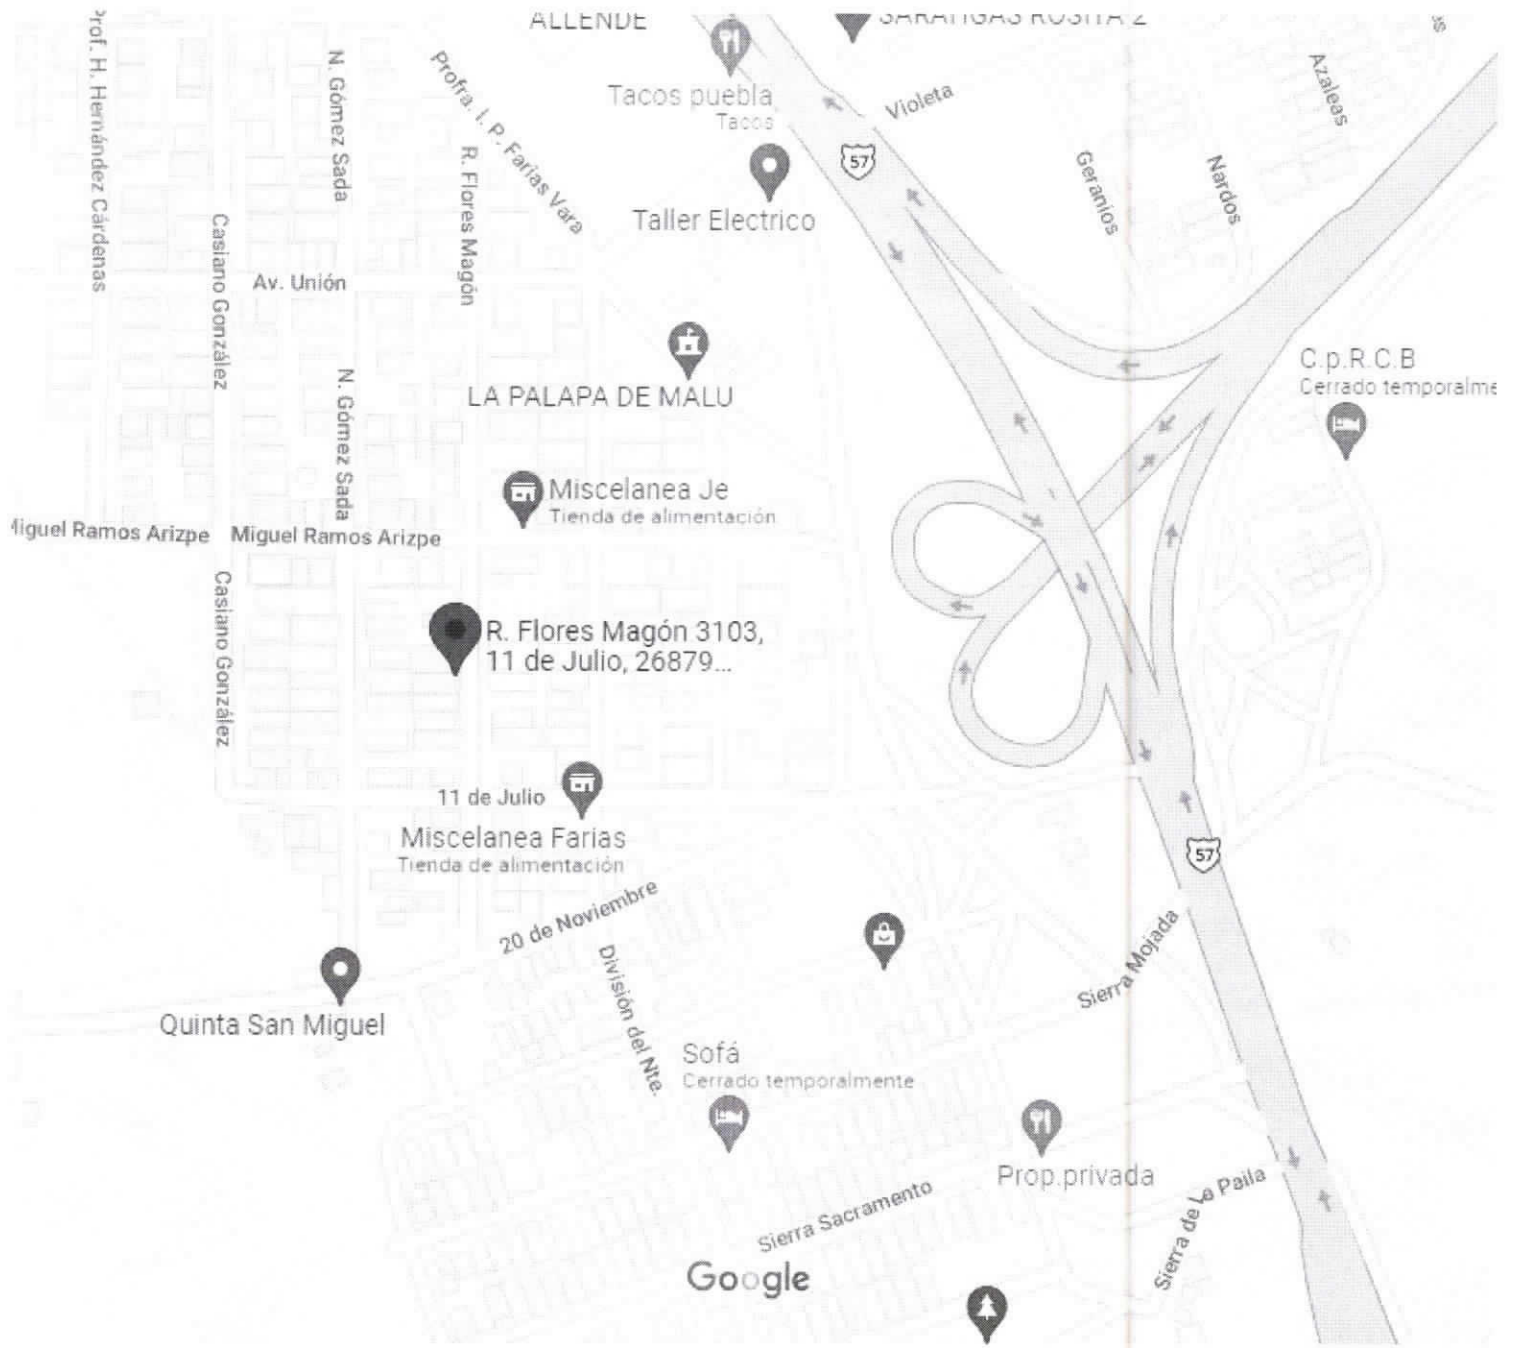 ALLENDE
Tacos puebla
Tacos
Violeta
57
Azaleas
Prof. H. Hernández Cárdenas
N. Gómez Sada
Profra. I. P. Farías Vara
R. Flores Magón
Geranios
Nardos
Taller Electrico
Casiano González
Av. Unión
LA PALAPA DE MALU
C.p.R.C.B
Cerrado temporalme
N. Gómez Sada
Miscelanea Je
Tienda de alimentación
Miguel Ramos Arizpe
Miguel Ramos Arizpe
Casiano González
R. Flores Magón 3103,
11 de Julio, 26879...
11 de Julio
Miscelanea Farias
Tienda de alimentación
57
20 de Noviembre
Sierra Mojada
División del Nte.
Quinta San Miguel
Sofá
Cerrado temporalmente
Prop.privada
Sierra Sacramento
Sierra de La Paila
Google